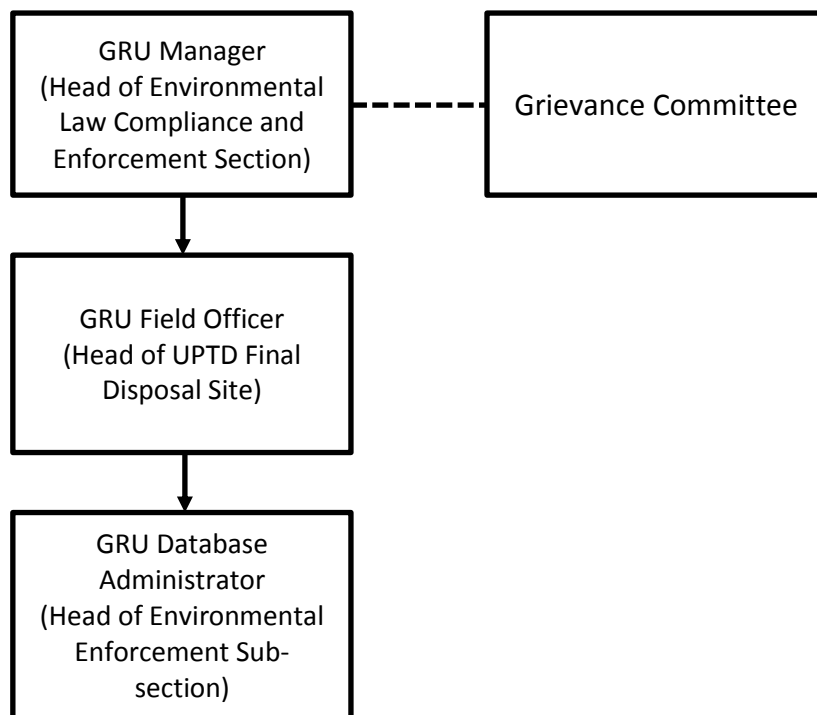 GRU Manager
(Head of Environmental
Law Compliance and
Enforcement Section)
Grievance Committee
GRU Field Officer
(Head of UPTD Final
Disposal Site)
GRU Database
Administrator
(Head of Environmental
Enforcement Sub-
section)